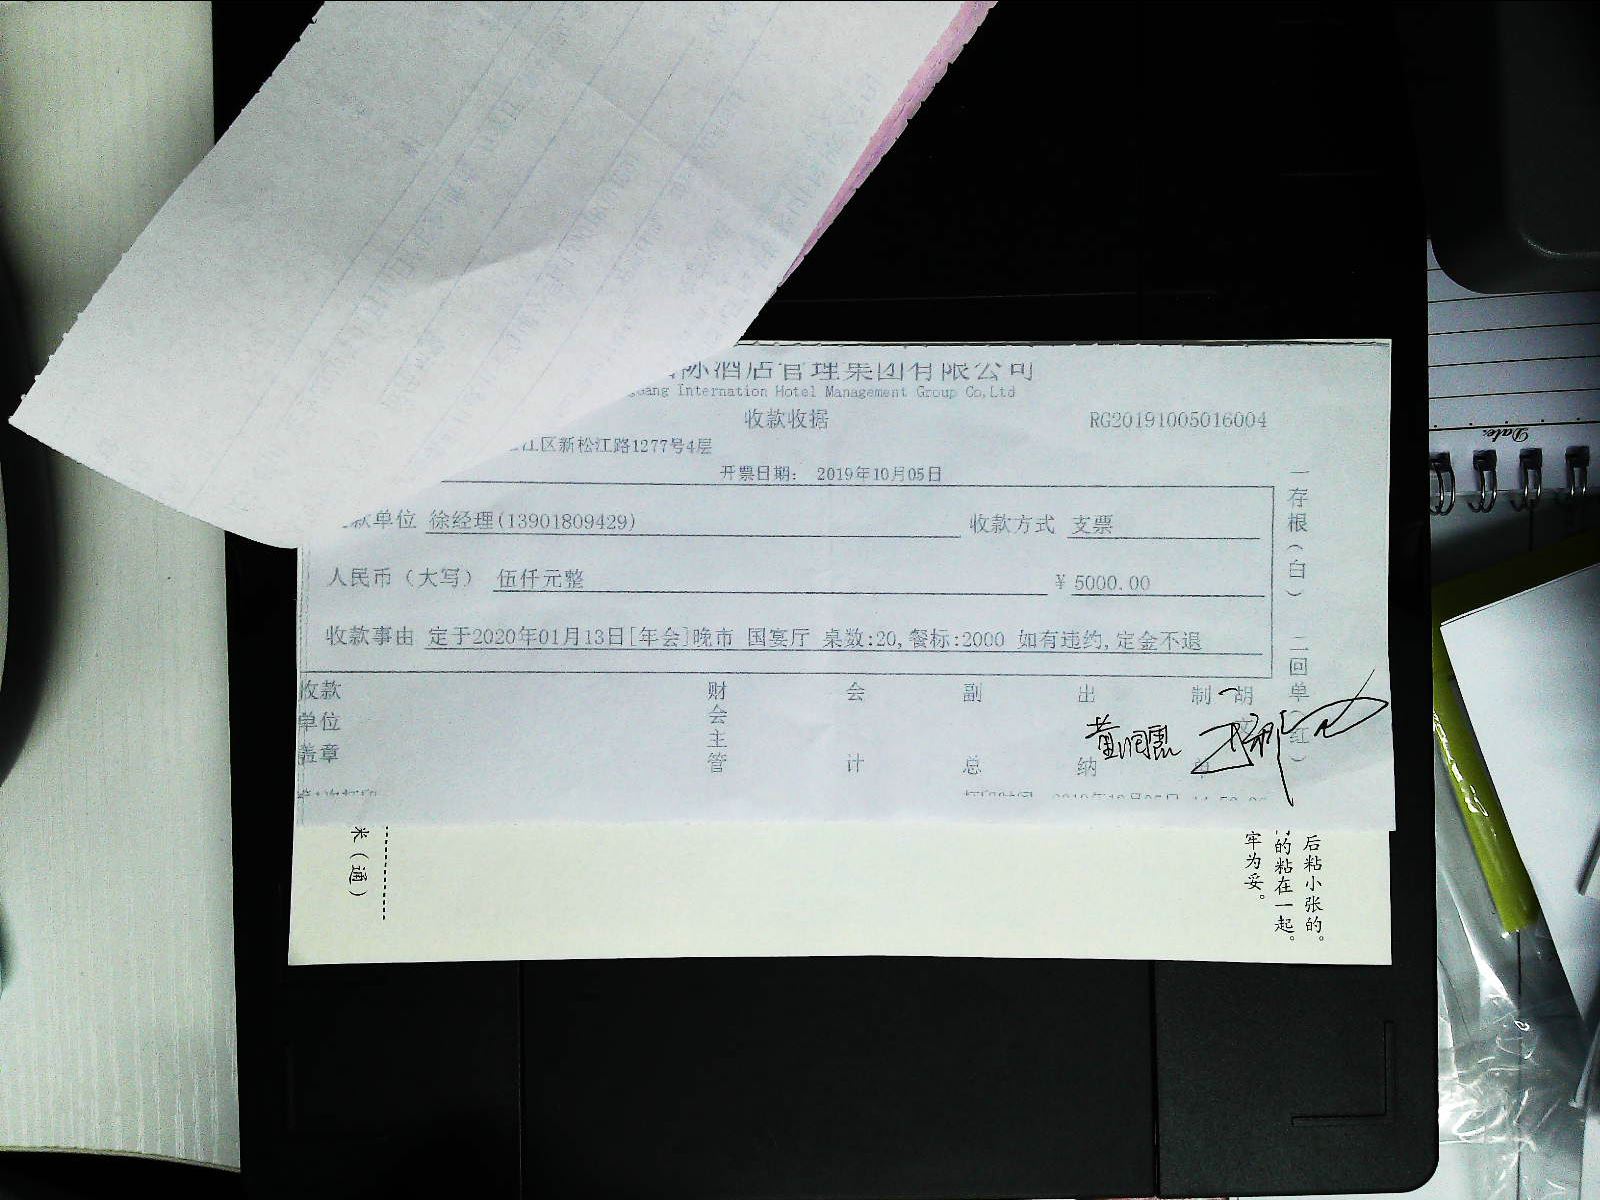 际酒店管理集团有限公司
International Hotel Management Group Co,Ltd
收款收据 RG20191005016004
江区新松江路1277号4层
开票日期： 2019年10月05日
款单位 徐经理(13901809429) 收款方式 支票
人民币（大写） 伍仟元整 ￥ 5000.00
收款事由 定于2020年01月13日[年会]晚市 国宴厅 桌数:20,餐标:2000 如有违约,定金不退
收款单位盖章 财会主管 会计 副总 出纳 制 胡
董润霞
一存根（白） 二回单（红）
米（通）
后粘小张的。
的粘在一起。
牢为妥。
Date: